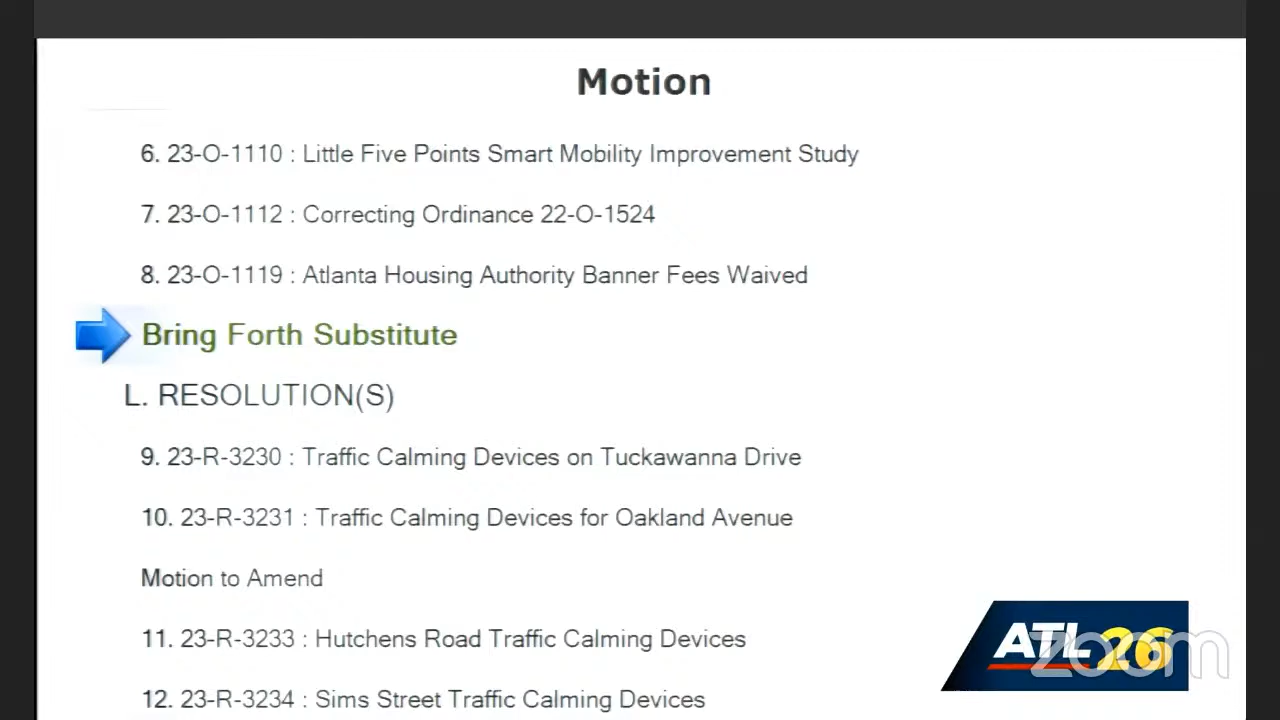 Motion
6. 23-O-1110 : Little Five Points Smart Mobility Improvement Study
7. 23-O-1112 : Correcting Ordinance 22-O-1524
8. 23-O-1119 : Atlanta Housing Authority Banner Fees Waived
Bring Forth Substitute
L. RESOLUTION(S)
9. 23-R-3230 : Traffic Calming Devices on Tuckawanna Drive
10. 23-R-3231 : Traffic Calming Devices for Oakland Avenue
Motion to Amend
11. 23-R-3233 : Hutchens Road Traffic Calming Devices
12. 23-R-3234 : Sims Street Traffic Calming Devices
ATL 26
zoom